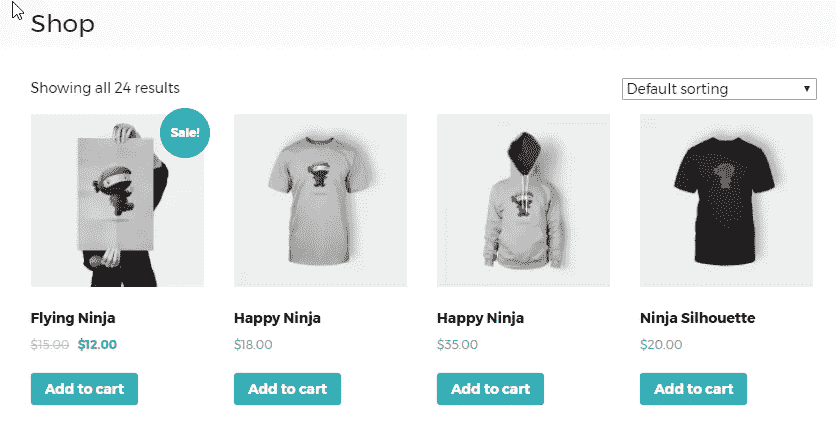 Shop
Showing all 24 results
Default sorting
Sale!
Flying Ninja
$15.00 $12.00
Add to cart
Happy Ninja
$18.00
Add to cart
Happy Ninja
$35.00
Add to cart
Ninja Silhouette
$20.00
Add to cart